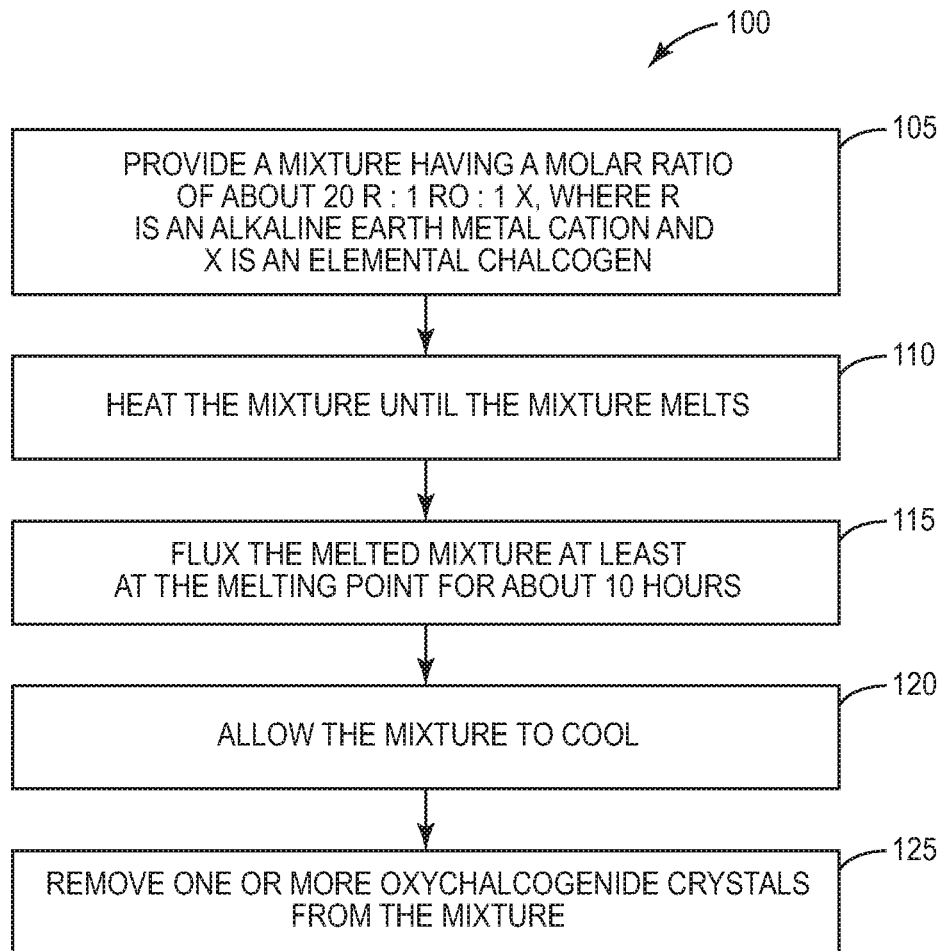 100
105
PROVIDE A MIXTURE HAVING A MOLAR RATIO
OF ABOUT 20 R : 1 RO : 1 X, WHERE R
IS AN ALKALINE EARTH METAL CATION AND
X IS AN ELEMENTAL CHALCOGEN
110
HEAT THE MIXTURE UNTIL THE MIXTURE MELTS
115
FLUX THE MELTED MIXTURE AT LEAST
AT THE MELTING POINT FOR ABOUT 10 HOURS
120
ALLOW THE MIXTURE TO COOL
125
REMOVE ONE OR MORE OXYCHALCOGENIDE CRYSTALS
FROM THE MIXTURE